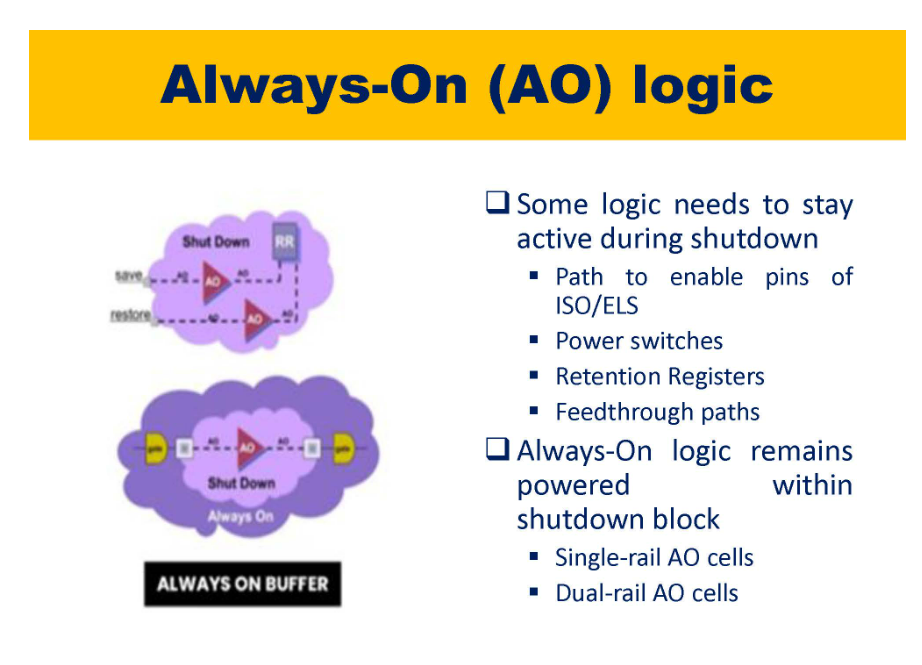 Always-On (AO) logic
Shut Down
RR
save
AO
AO
AO
restore
AO
AO
AO
gate
AO
AO
AO
gate
Shut Down
Always On
ALWAYS ON BUFFER
❑ Some logic needs to stay
active during shutdown
▪ Path to enable pins of
ISO/ELS
▪ Power switches
▪ Retention Registers
▪ Feedthrough paths
❑ Always-On logic remains
powered within
shutdown block
▪ Single-rail AO cells
▪ Dual-rail AO cells